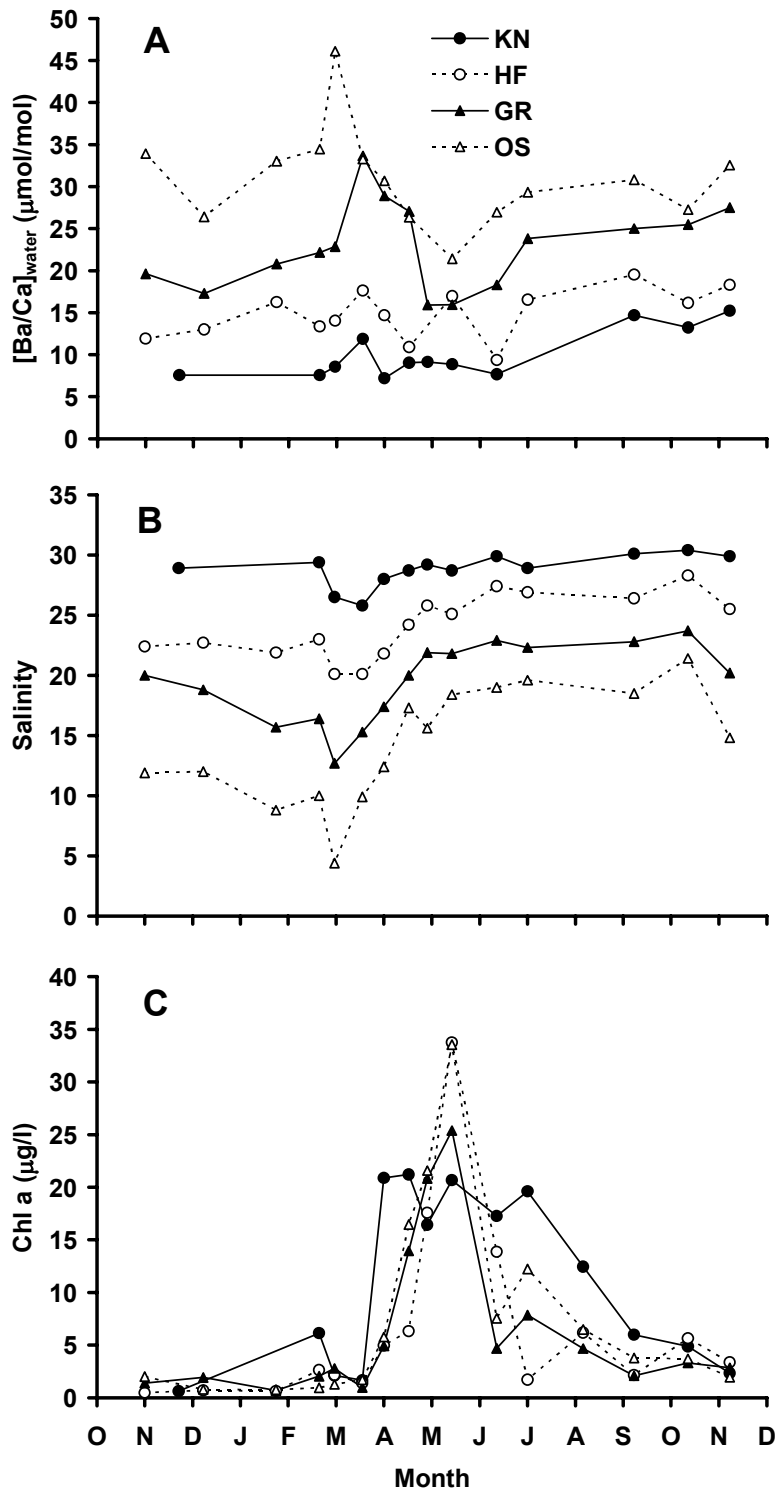 A
KN
HF
GR
OS
[Ba/Ca]water (μmol/mol)
50
45
40
35
30
25
20
15
10
5
0
B
Salinity
35
30
25
20
15
10
5
0
C
Chl a (μg/l)
40
35
30
25
20
15
10
5
0
O N D J F M A M J J A S O N D
Month